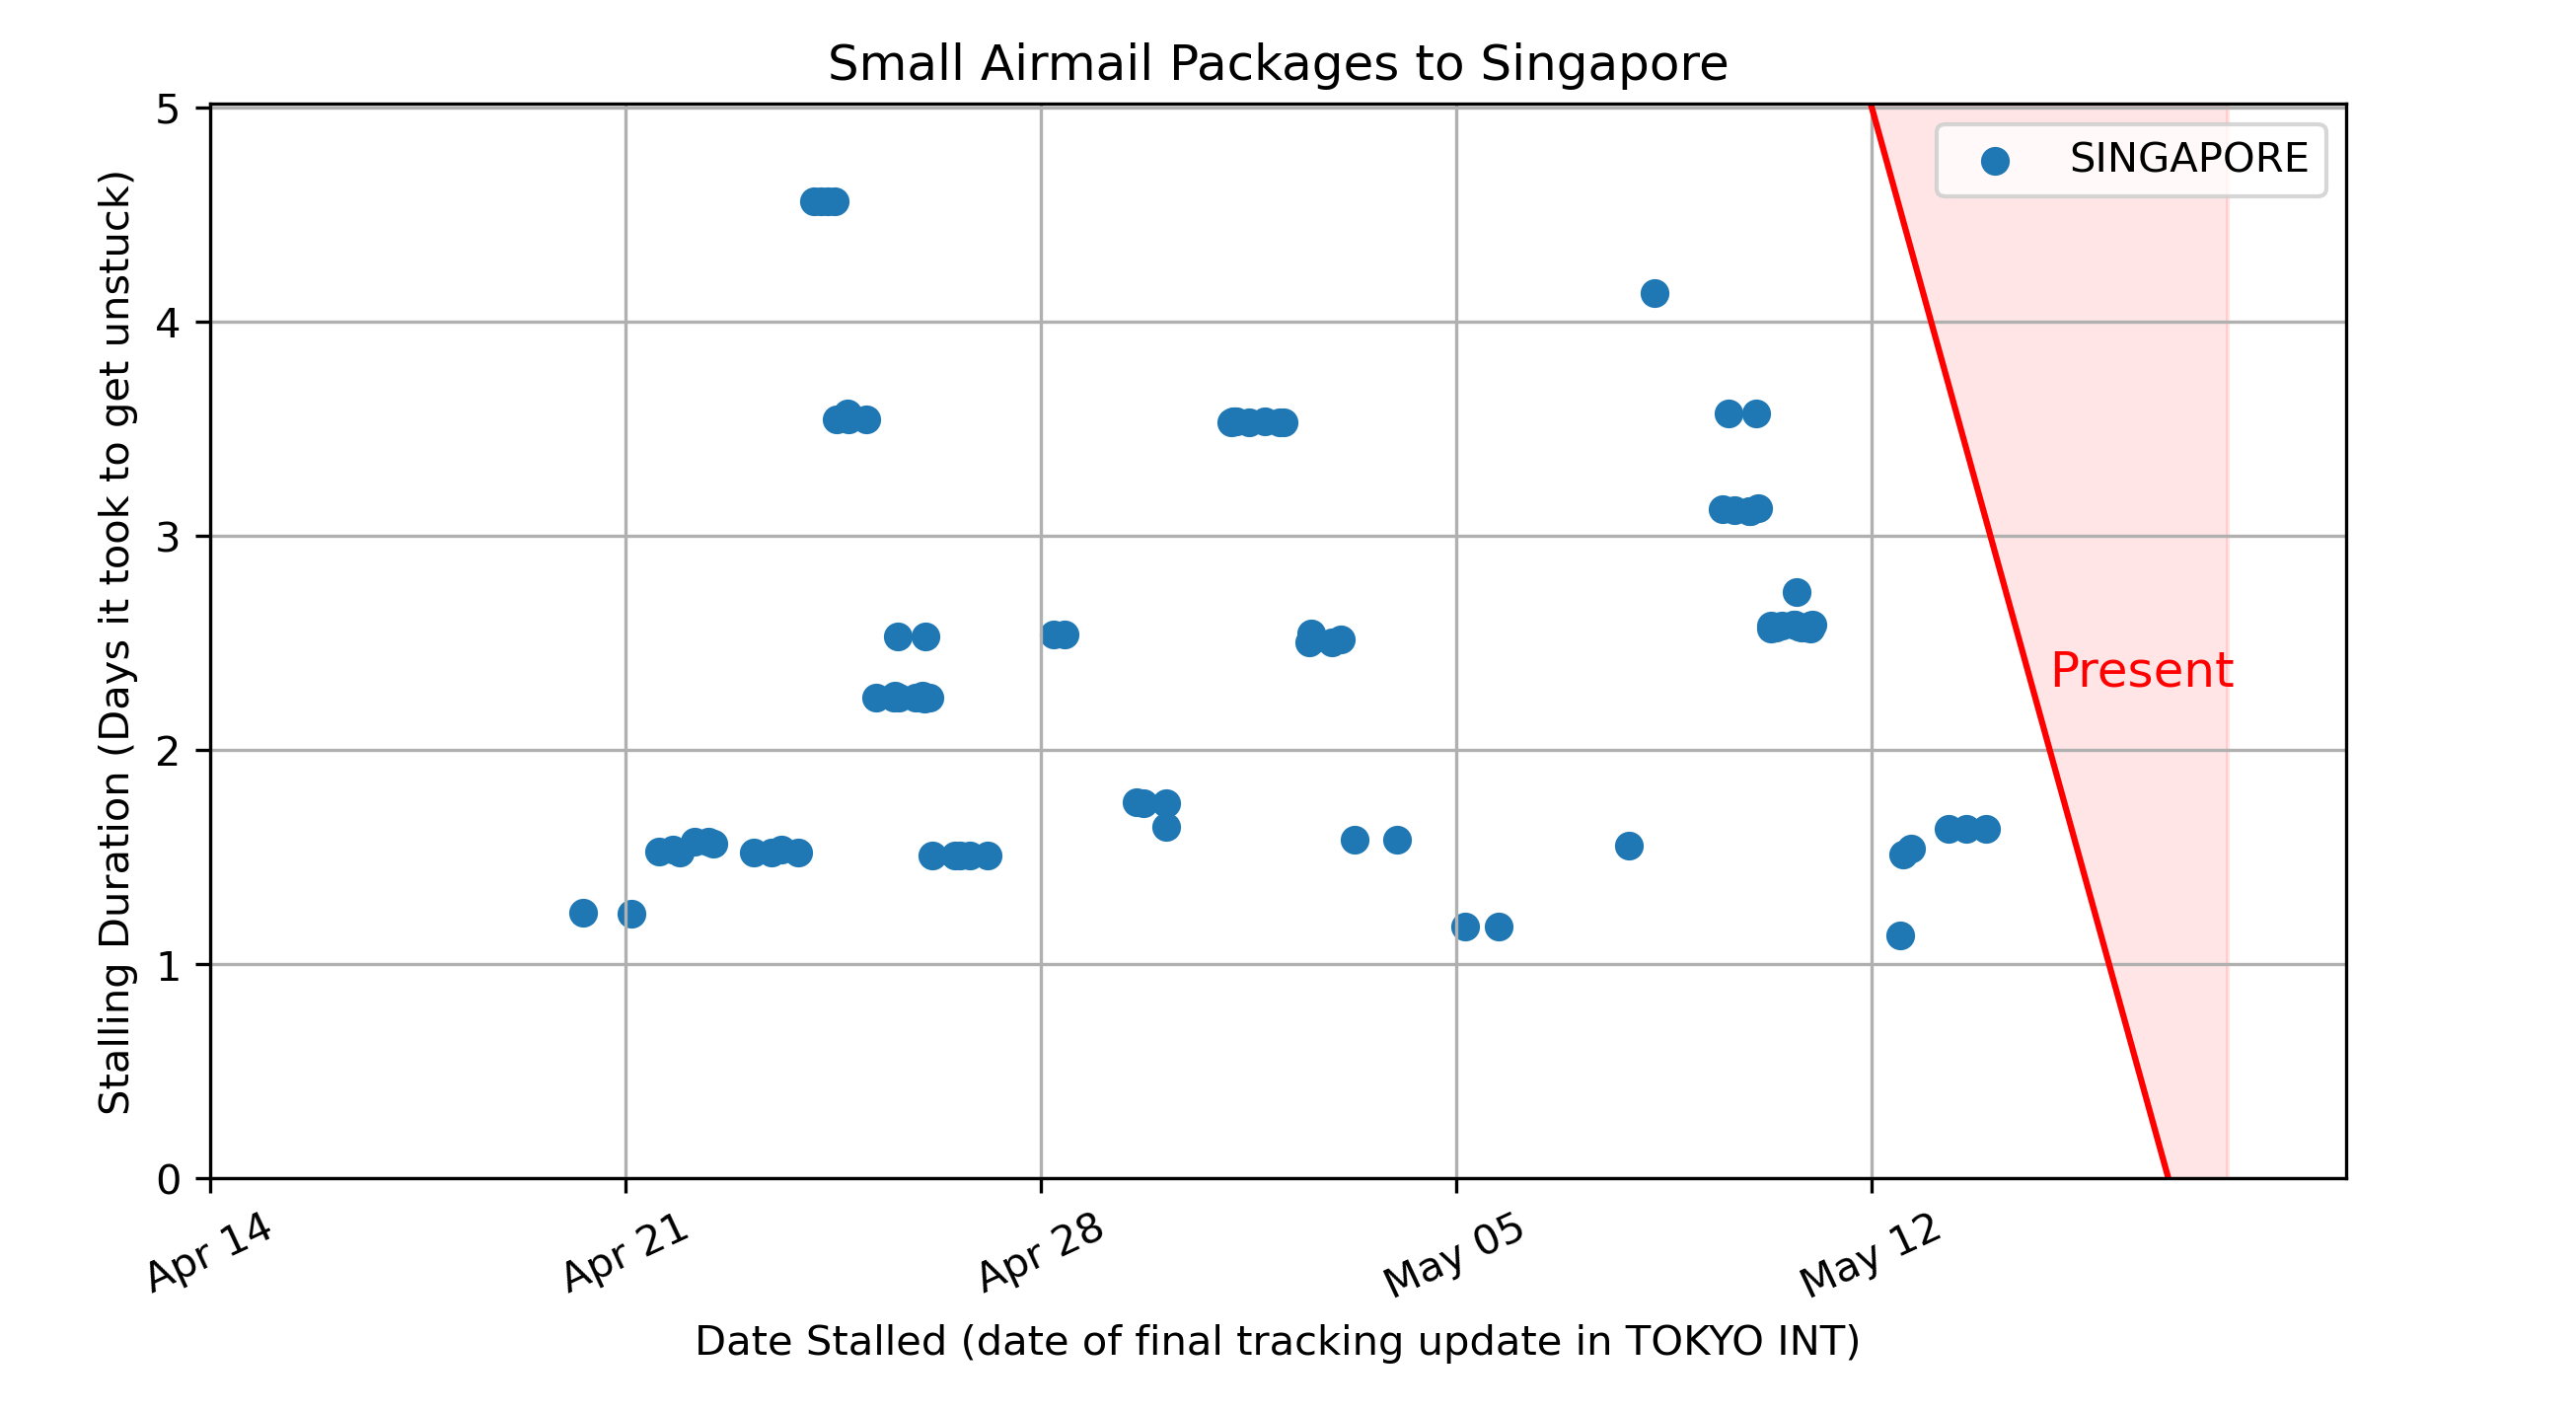 Small Airmail Packages to Singapore
Stalling Duration (Days it took to get unstuck)
5
4
3
2
1
0
SINGAPORE
Present
Apr 14
Apr 21
Apr 28
May 05
May 12
Date Stalled (date of final tracking update in TOKYO INT)